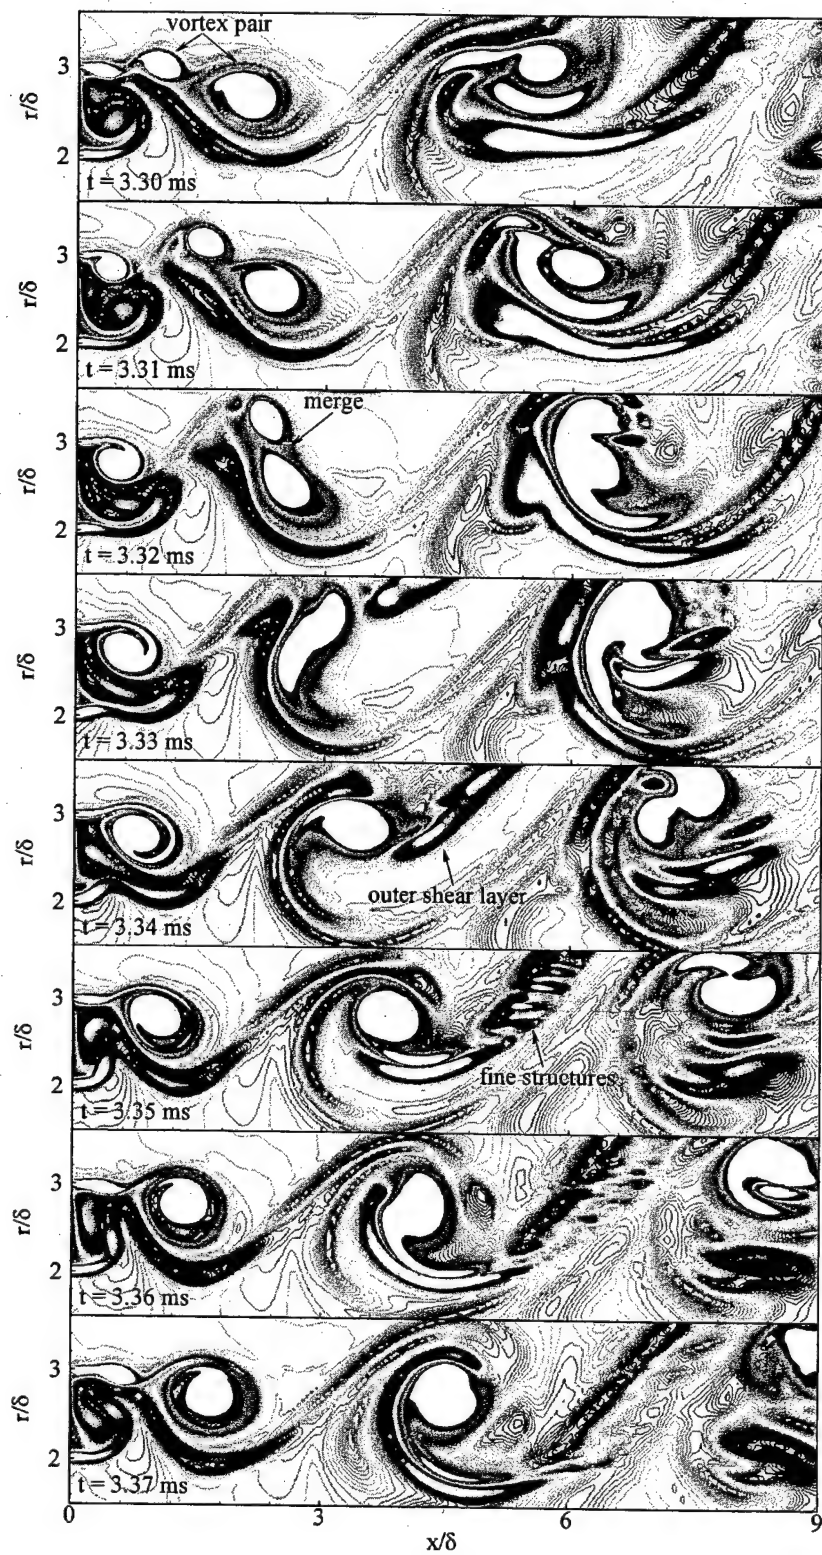 vortex pair
3
r/δ
2
t = 3.30 ms
3
r/δ
2
t = 3.31 ms
merge
3
r/δ
2
t = 3.32 ms
3
r/δ
2
t = 3.33 ms
3
r/δ
outer shear layer
2
t = 3.34 ms
3
r/δ
fine structures
2
t = 3.35 ms
3
r/δ
2
t = 3.36 ms
3
r/δ
2
t = 3.37 ms
0 3 6 9
x/δ